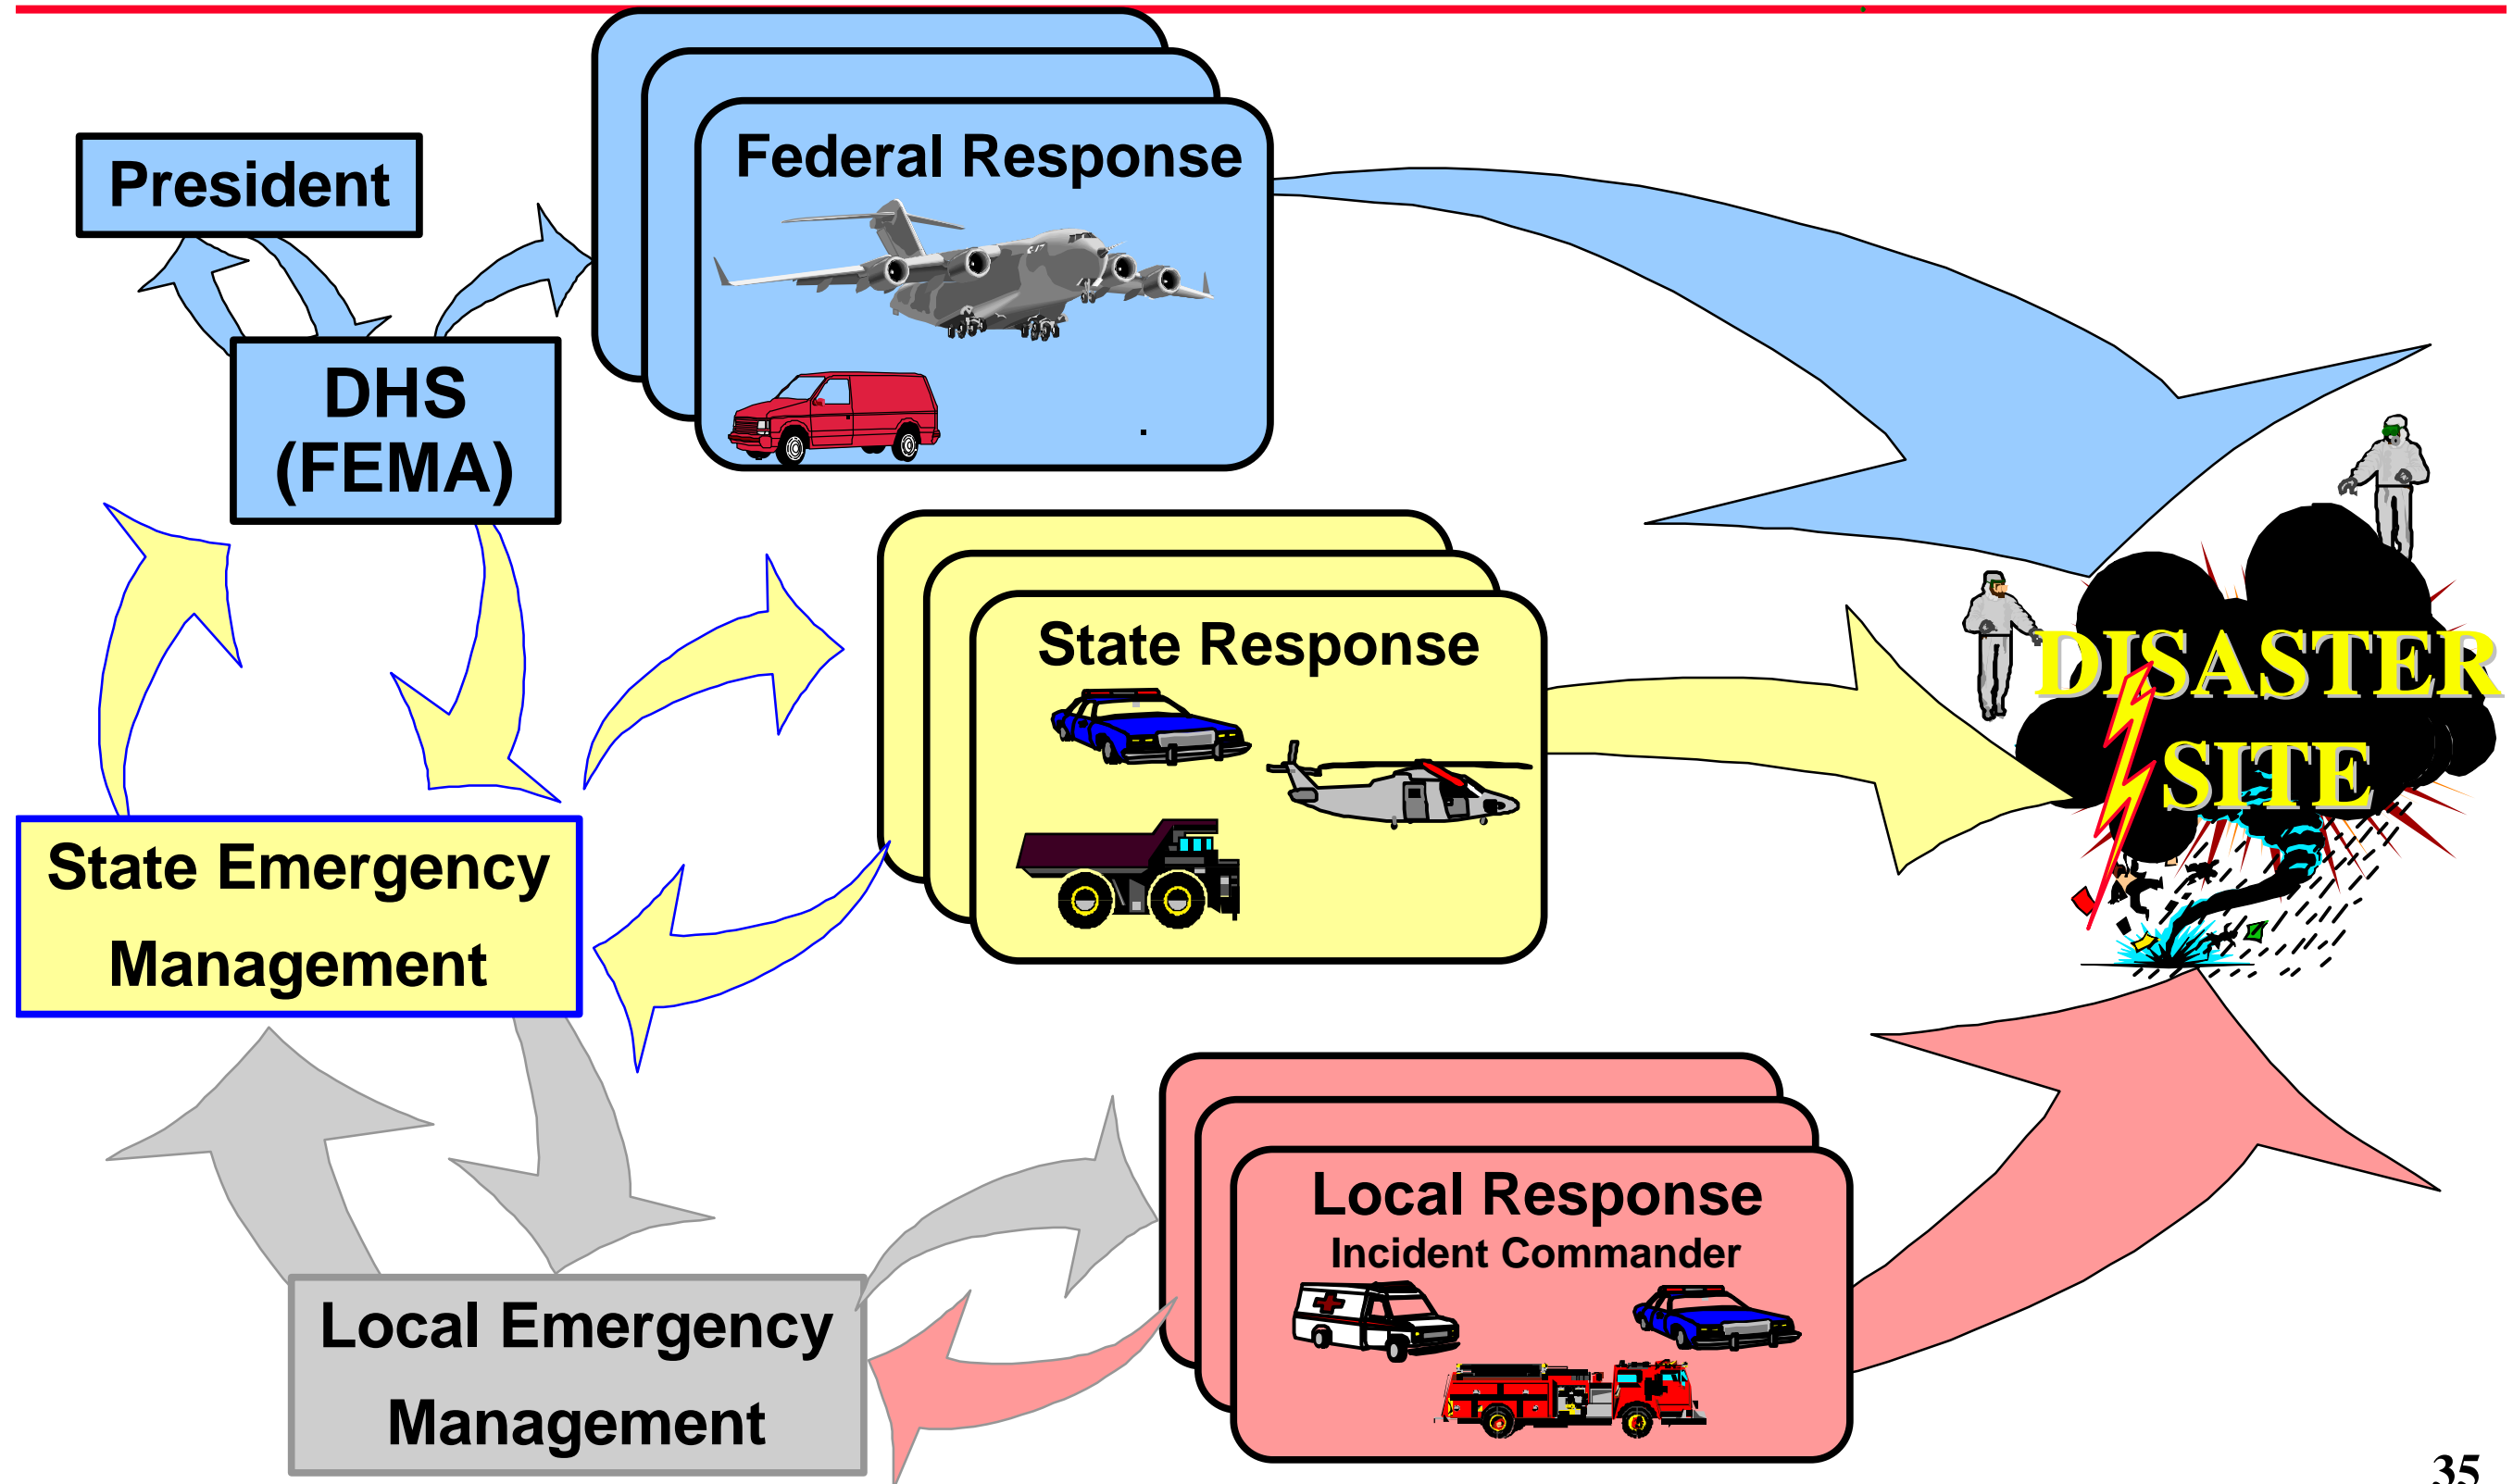 President
DHS
(FEMA)
Federal Response
.
State Response
State Emergency
Management
DISASTER
SITE
Local Response
Incident Commander
Local Emergency
Management
35